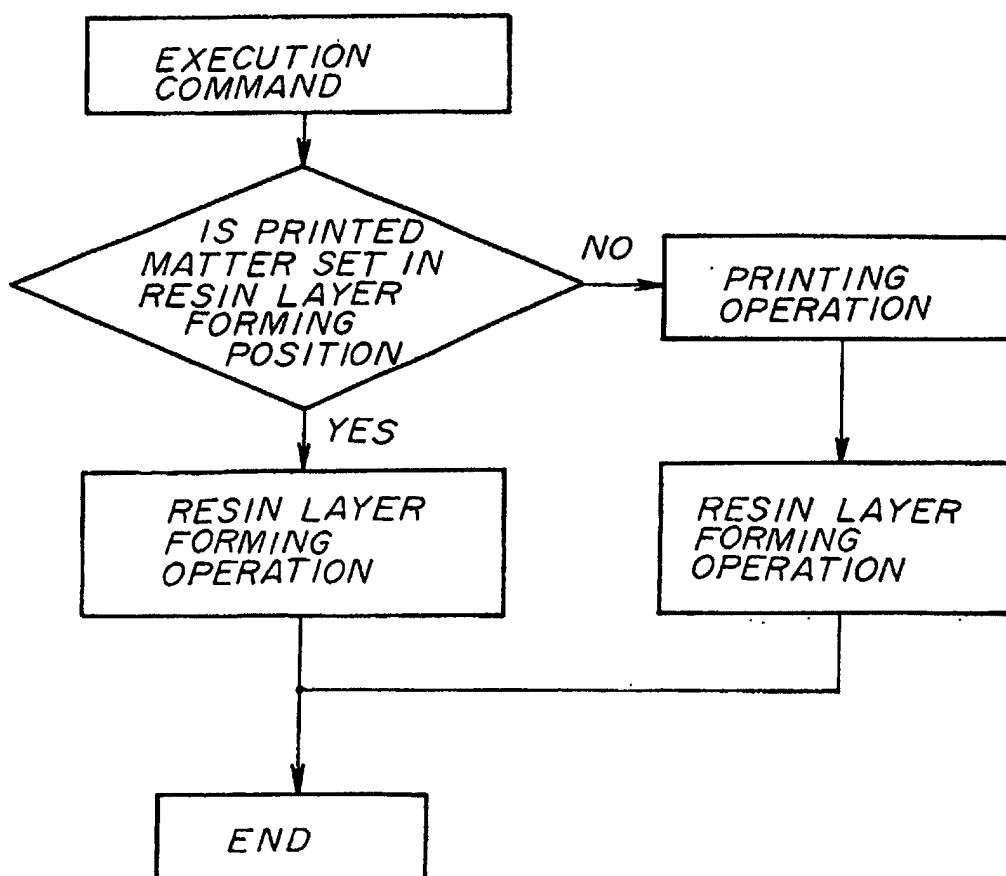 EXECUTION
COMMAND
IS PRINTED
MATTER SET IN
RESIN LAYER
FORMING
POSITION
NO
PRINTING
OPERATION
YES
RESIN LAYER
FORMING
OPERATION
RESIN LAYER
FORMING
OPERATION
END